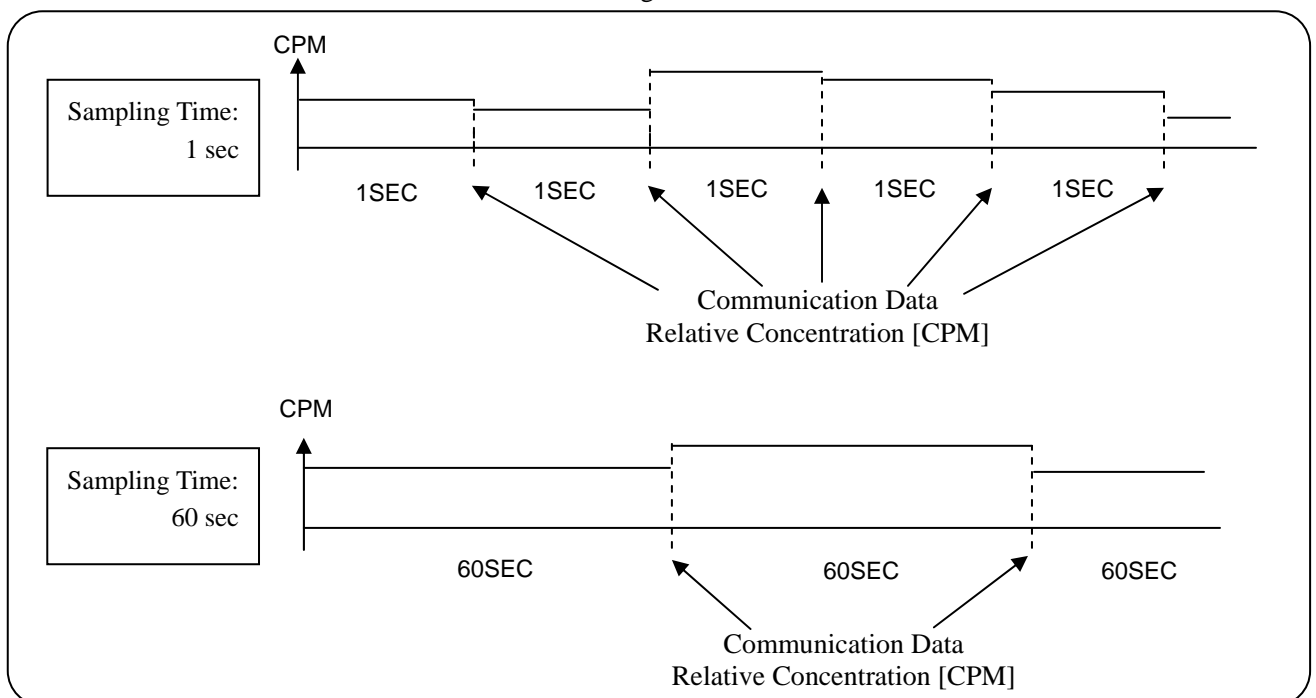 CPM
Sampling Time:
1 sec
1SEC 1SEC 1SEC 1SEC 1SEC
Communication Data
Relative Concentration [CPM]
CPM
Sampling Time:
60 sec
60SEC 60SEC 60SEC
Communication Data
Relative Concentration [CPM]